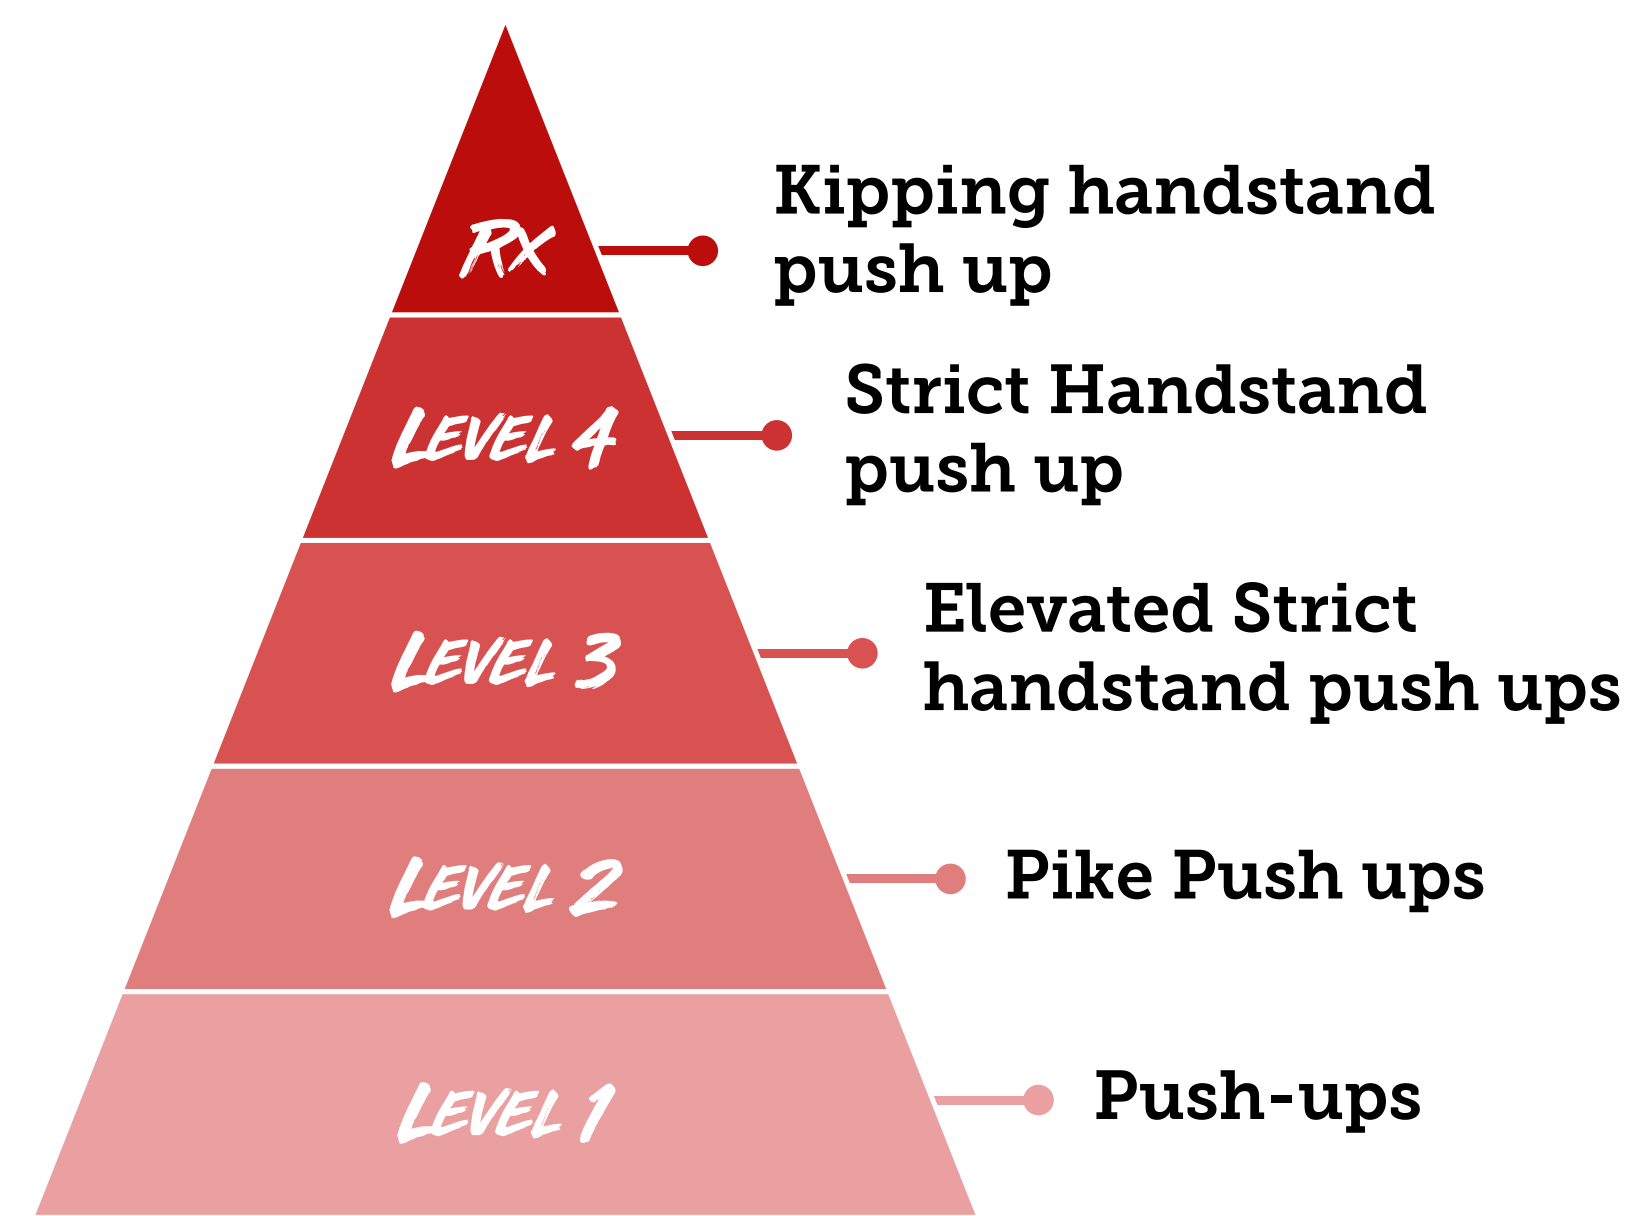 Rx
Kipping handstand
push up
Level 4
Strict Handstand
push up
Level 3
Elevated Strict
handstand push ups
Level 2
Pike Push ups
Level 1
Push-ups